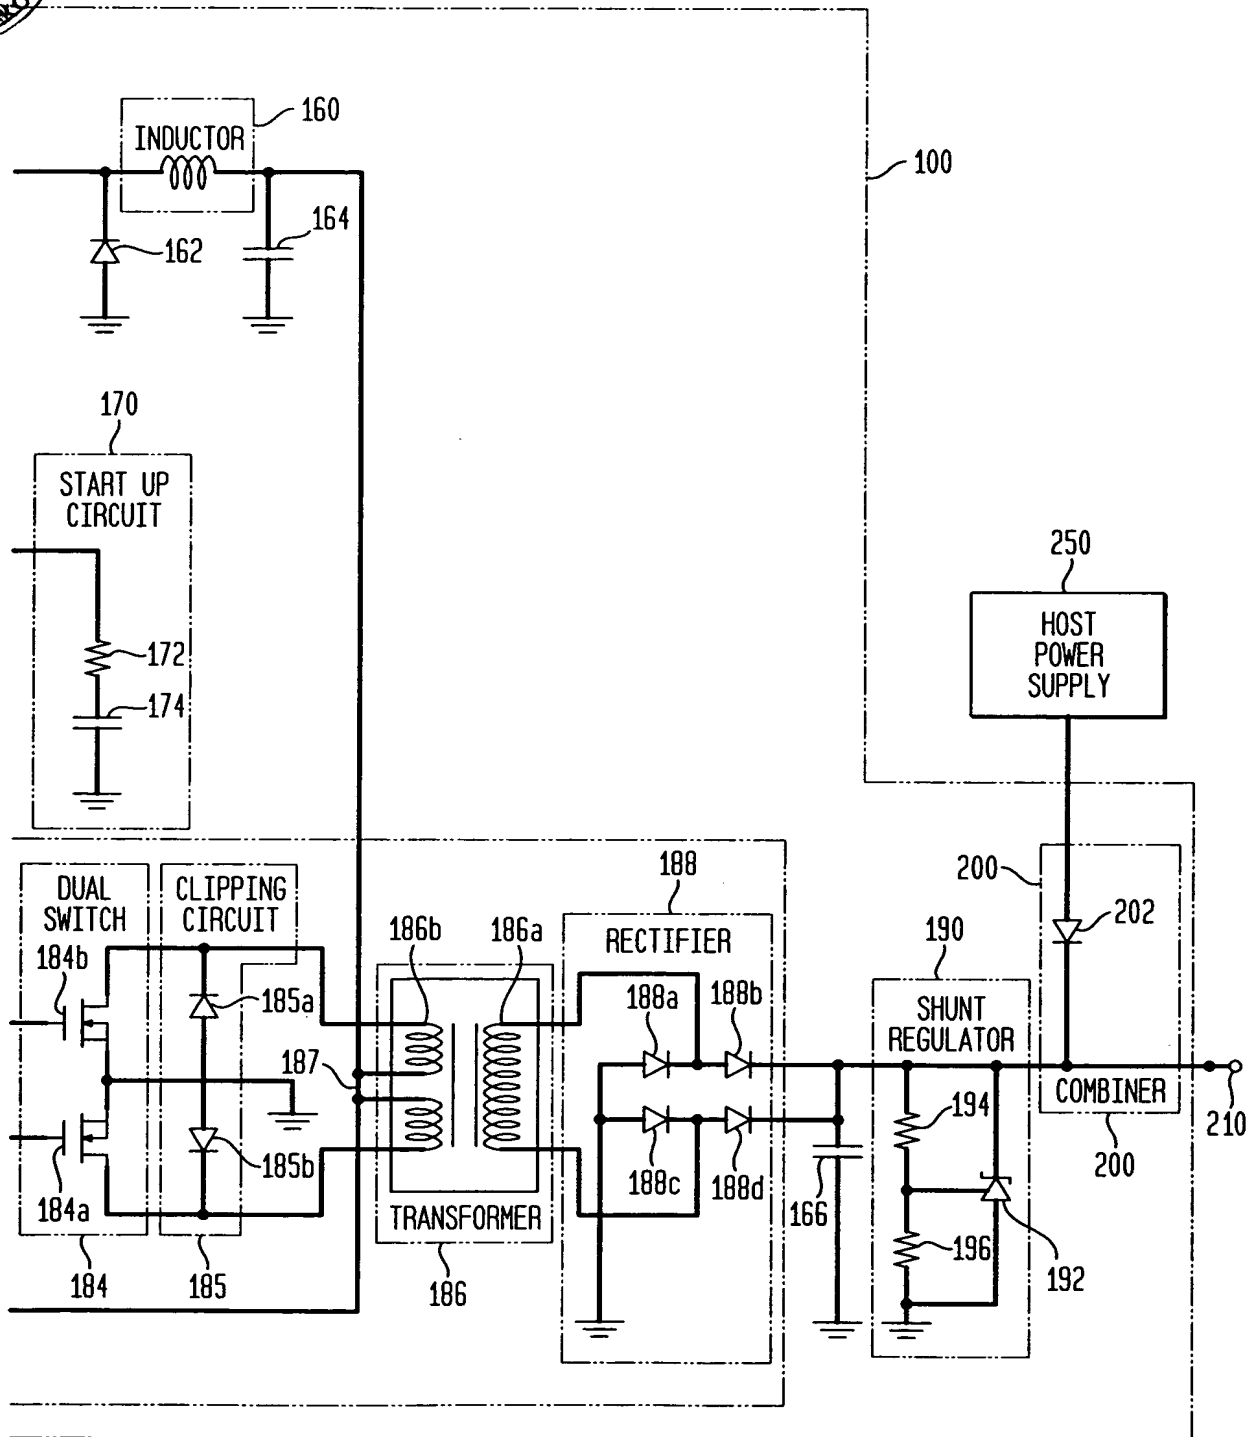 160
INDUCTOR
100
164
162
170
START UP
CIRCUIT
172
174
250
HOST
POWER
SUPPLY
200
202
188
DUAL
SWITCH
CLIPPING
CIRCUIT
184b
186b
186a
RECTIFIER
190
185a
188a
188b
SHUNT
REGULATOR
187
COMBINER
194
210
184a
185b
188c
188d
200
166
TRANSFORMER
196
192
184
185
186